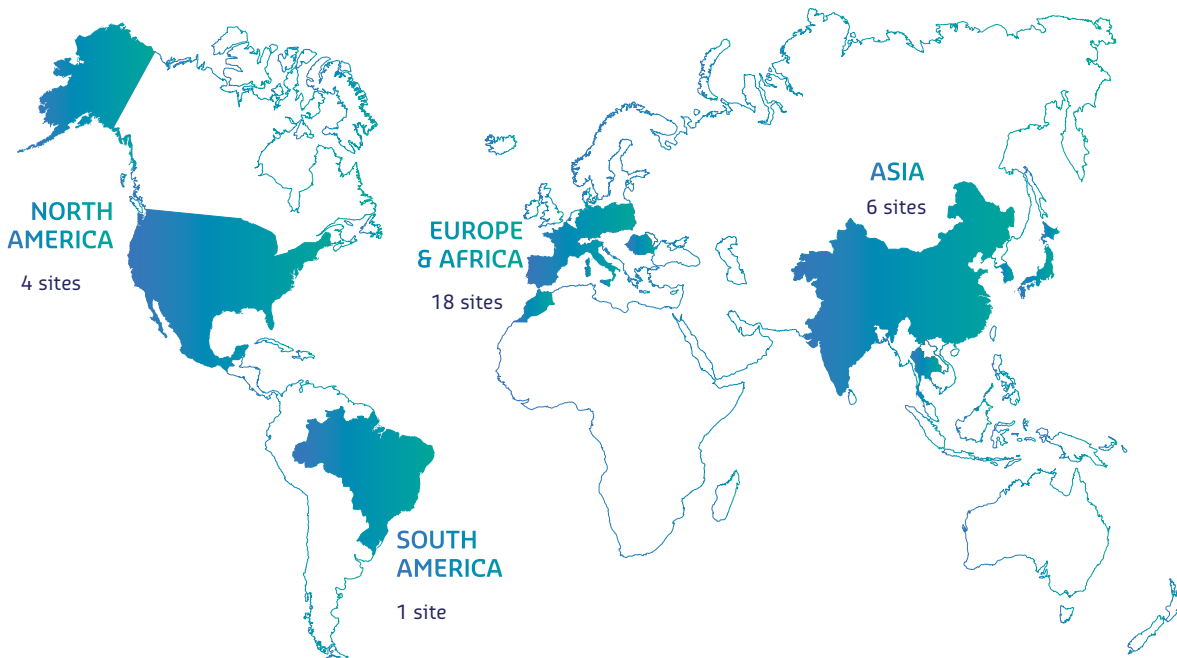 NORTH
AMERICA
4 sites
EUROPE
& AFRICA
18 sites
ASIA
6 sites
SOUTH
AMERICA
1 site